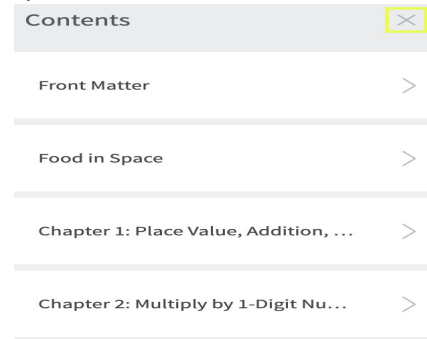 Contents
Front Matter
Food in Space
Chapter 1: Place Value, Addition, ...
Chapter 2: Multiply by 1-Digit Nu...